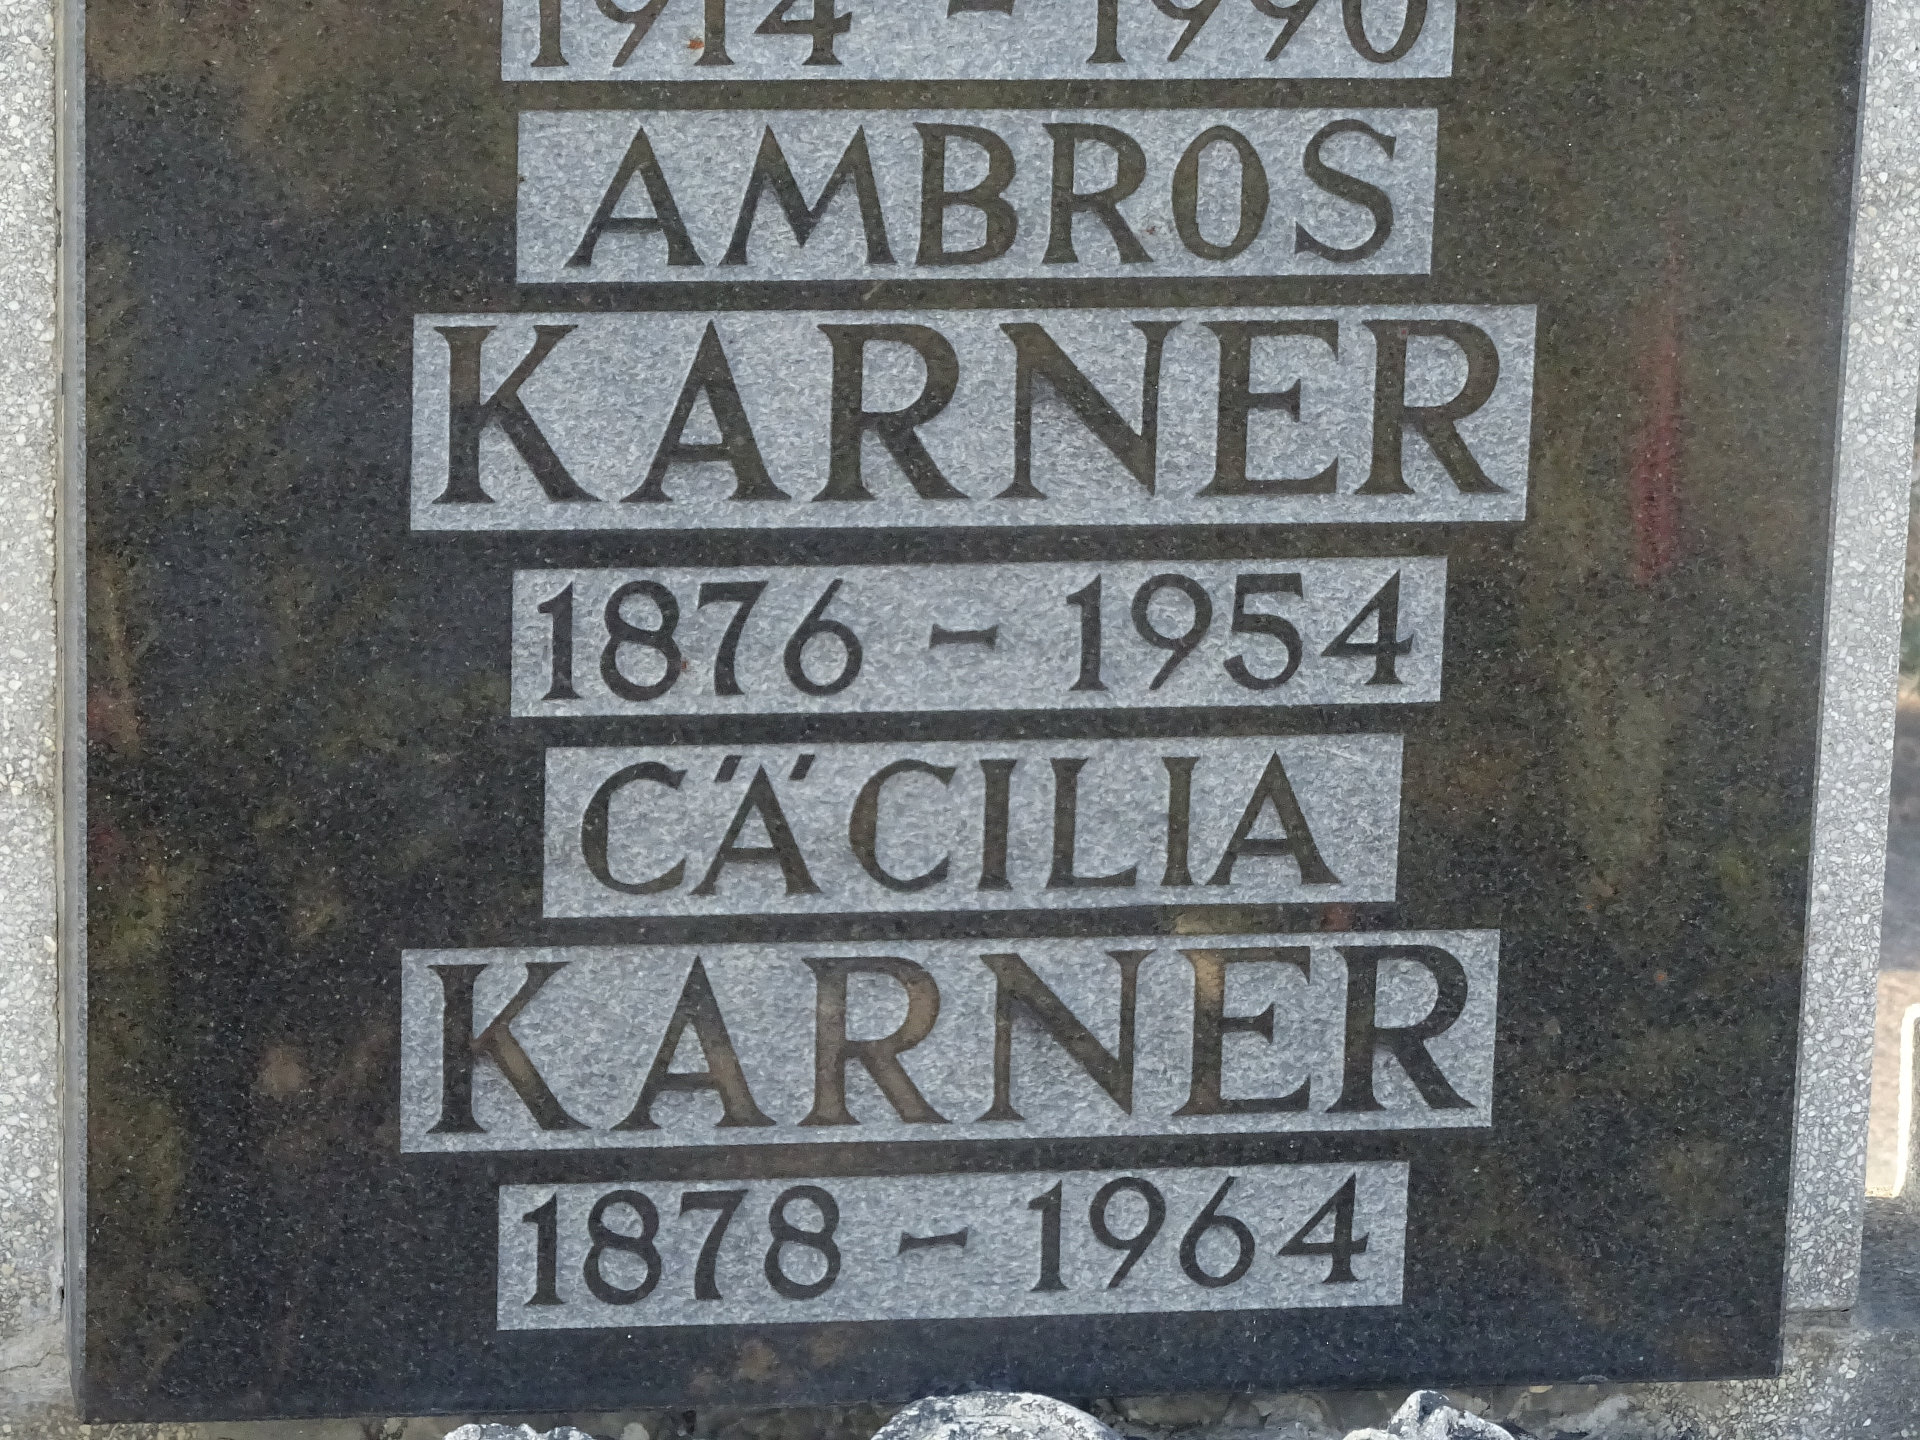 1914 - 1990
AMBROS
KARNER
1876 - 1954
CÄCILIA
KARNER
1878 - 1964